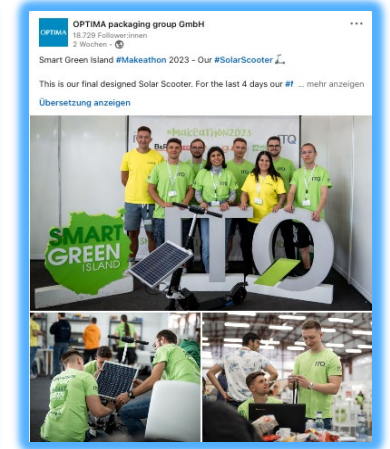 OPTIMA
OPTIMA packaging group GmbH
18.729 Follower:innen
2 Wochen •
Smart Green Island #Makeathon 2023 - Our #SolarScooter
This is our final designed Solar Scooter. For the last 4 days our #f ... mehr anzeigen
Übersetzung anzeigen
#Makeathon2023
ITQ
SMART
GREEN
ISLAND
ITQ
ITQ